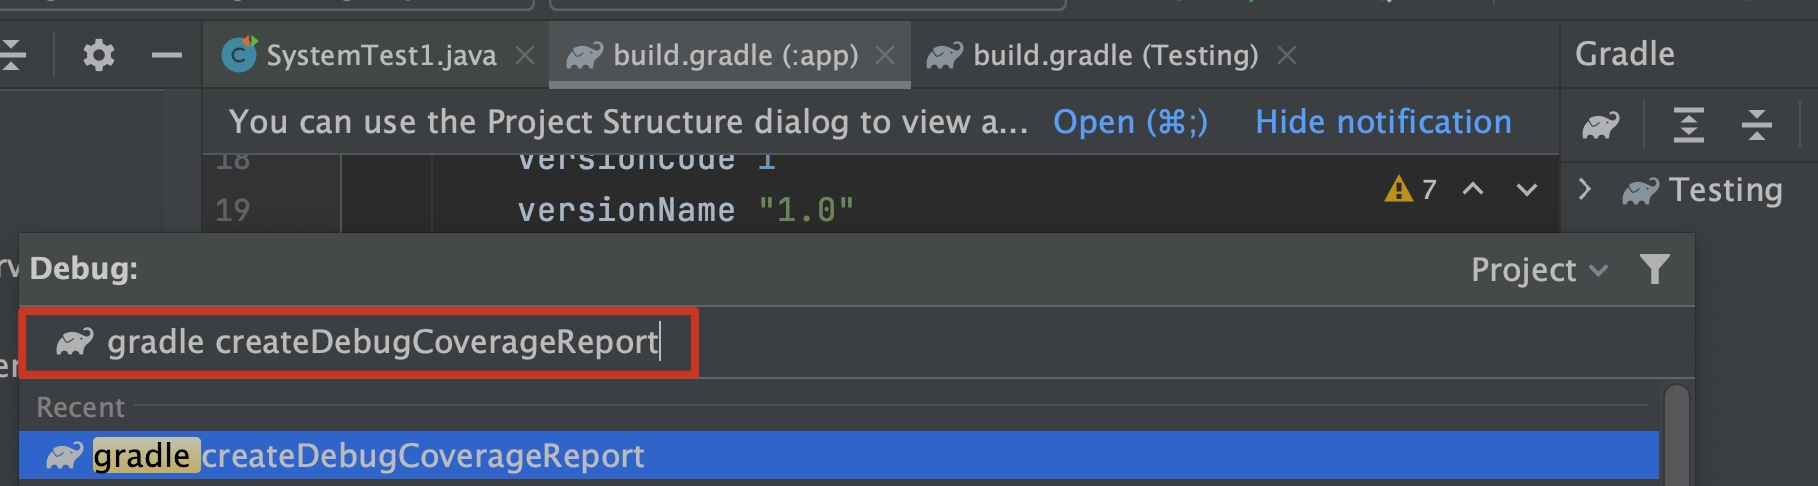 SystemTest1.java
build.gradle (:app)
build.gradle (Testing)
Gradle
You can use the Project Structure dialog to view a... Open (⌘;) Hide notification
18 versionCode 1
19 versionName "1.0"
7
Testing
Debug:
Project
gradle createDebugCoverageReport
Recent
gradle createDebugCoverageReport